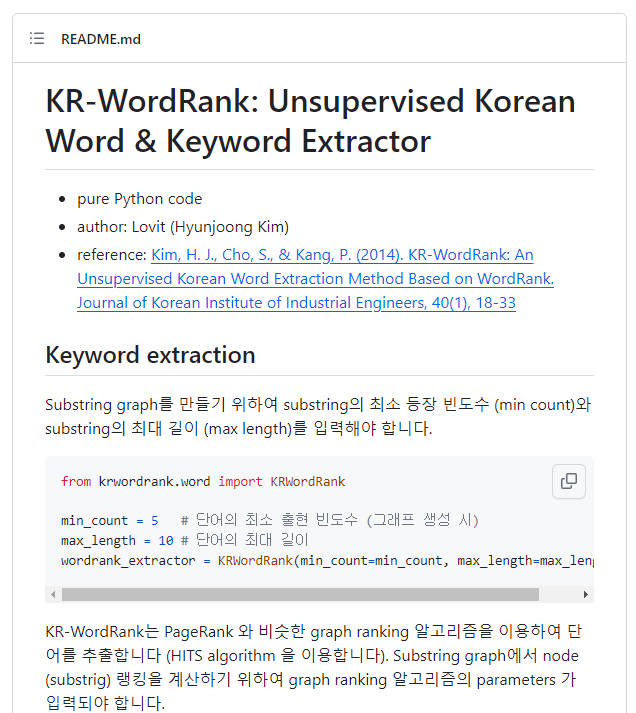 README.md
KR-WordRank: Unsupervised Korean
Word & Keyword Extractor
pure Python code
author: Lovit (Hyunjoong Kim)
reference: Kim, H. J., Cho, S., & Kang, P. (2014). KR-WordRank: An
Unsupervised Korean Word Extraction Method Based on WordRank.
Journal of Korean Institute of Industrial Engineers, 40(1), 18-33
Keyword extraction
Substring graph를 만들기 위하여 substring의 최소 등장 빈도수 (min count)와
substring의 최대 길이 (max length)를 입력해야 합니다.
from krwordrank.word import KRWordRank
min_count = 5   # 단어의 최소 출현 빈도수 (그래프 생성 시)
max_length = 10 # 단어의 최대 길이
wordrank_extractor = KRWordRank(min_count=min_count, max_length=max_leng
KR-WordRank는 PageRank 와 비슷한 graph ranking 알고리즘을 이용하여 단
어를 추출합니다 (HITS algorithm 을 이용합니다). Substring graph에서 node
(substrig) 랭킹을 계산하기 위하여 graph ranking 알고리즘의 parameters 가
입력되야 합니다.